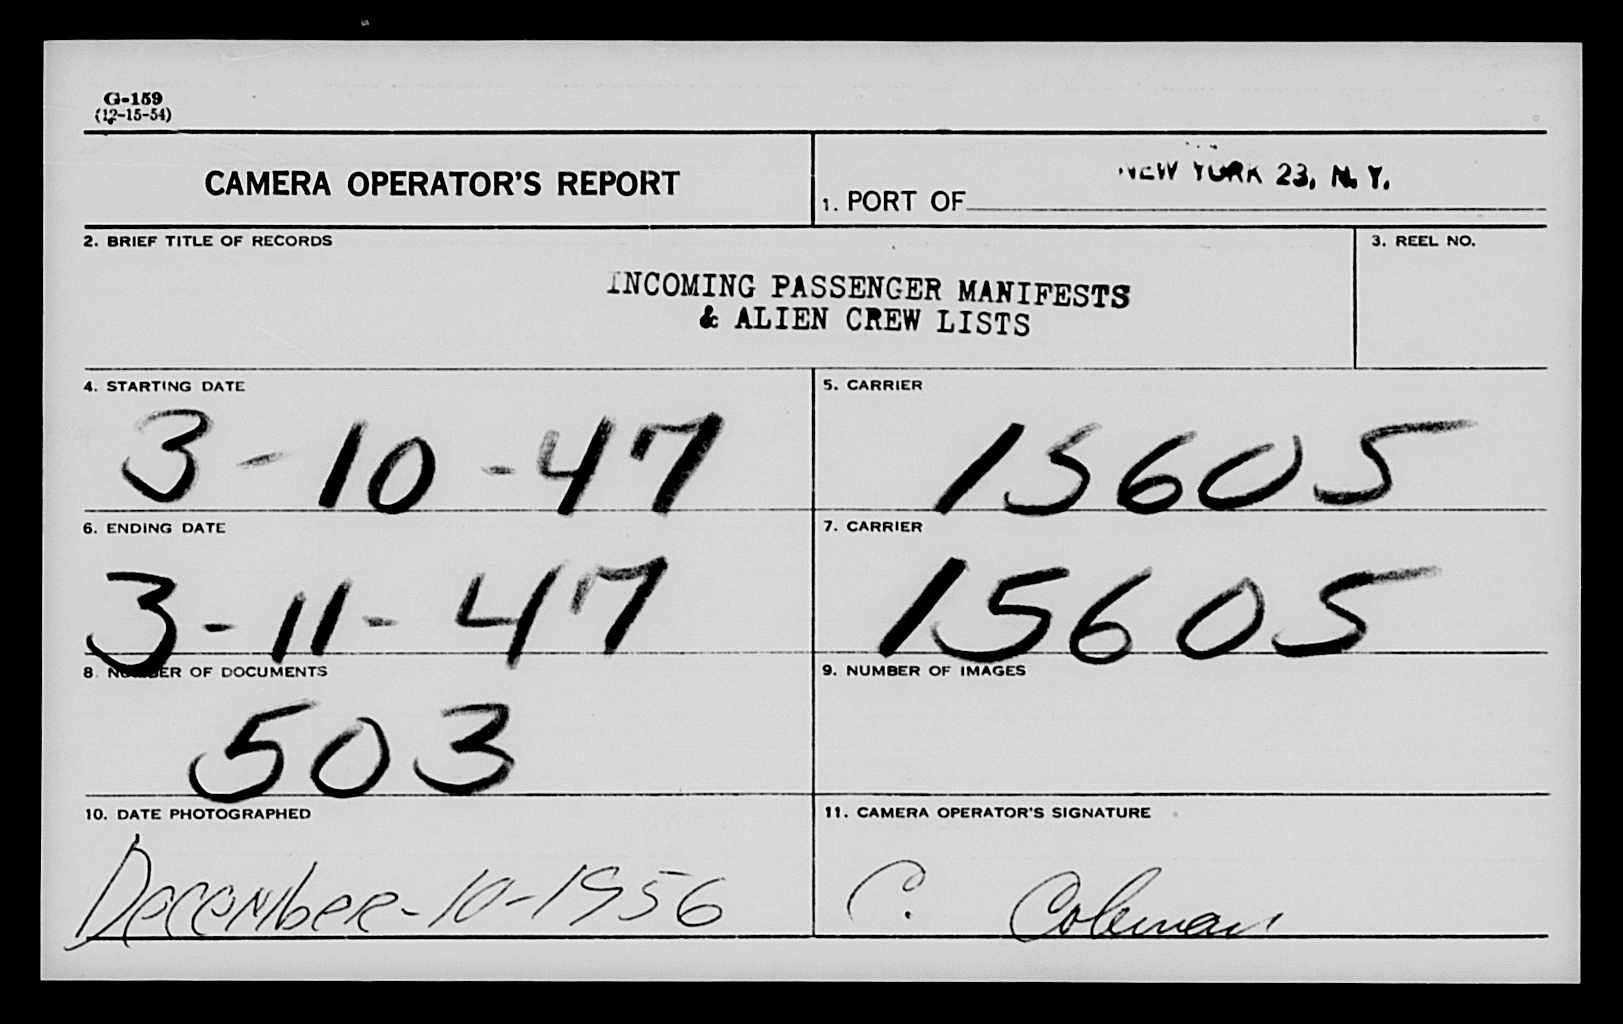 G-159
(12-15-54)
CAMERA OPERATOR'S REPORT
1. PORT OF NEW YORK 23, N. Y.
2. BRIEF TITLE OF RECORDS
INCOMING PASSENGER MANIFESTS
& ALIEN CREW LISTS
3. REEL NO.
4. STARTING DATE
3-10-47
5. CARRIER
15605
6. ENDING DATE
3-11-47
7. CARRIER
15605
8. NUMBER OF DOCUMENTS
503
9. NUMBER OF IMAGES
10. DATE PHOTOGRAPHED
December-10-1956
11. CAMERA OPERATOR'S SIGNATURE
C. Coleman